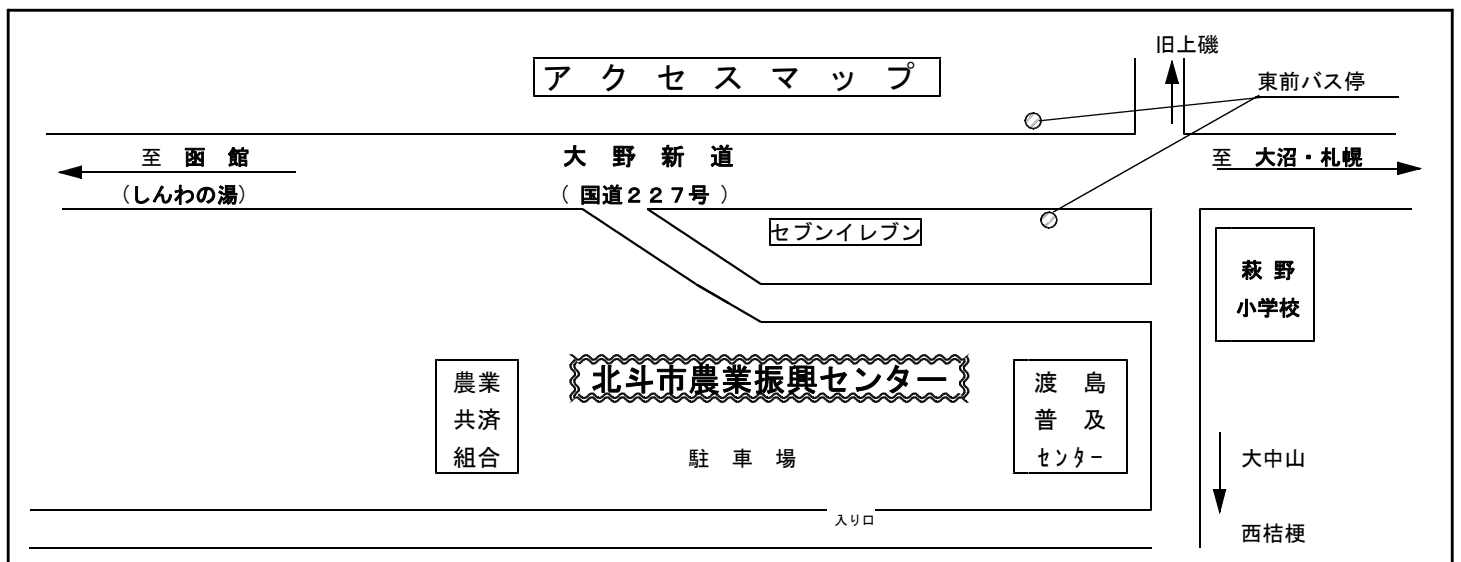 旧上磯
ア ク セ ス マ ッ プ
東前バス停
至 函 館
大 野 新 道
至 大沼・札幌
(しんわの湯)
( 国道227号 )
セブンイレブン
萩 野
小学校
北斗市農業振興センター
農業
共済
組合
渡 島
普 及
センター
駐 車 場
大中山
入り口
西桔梗